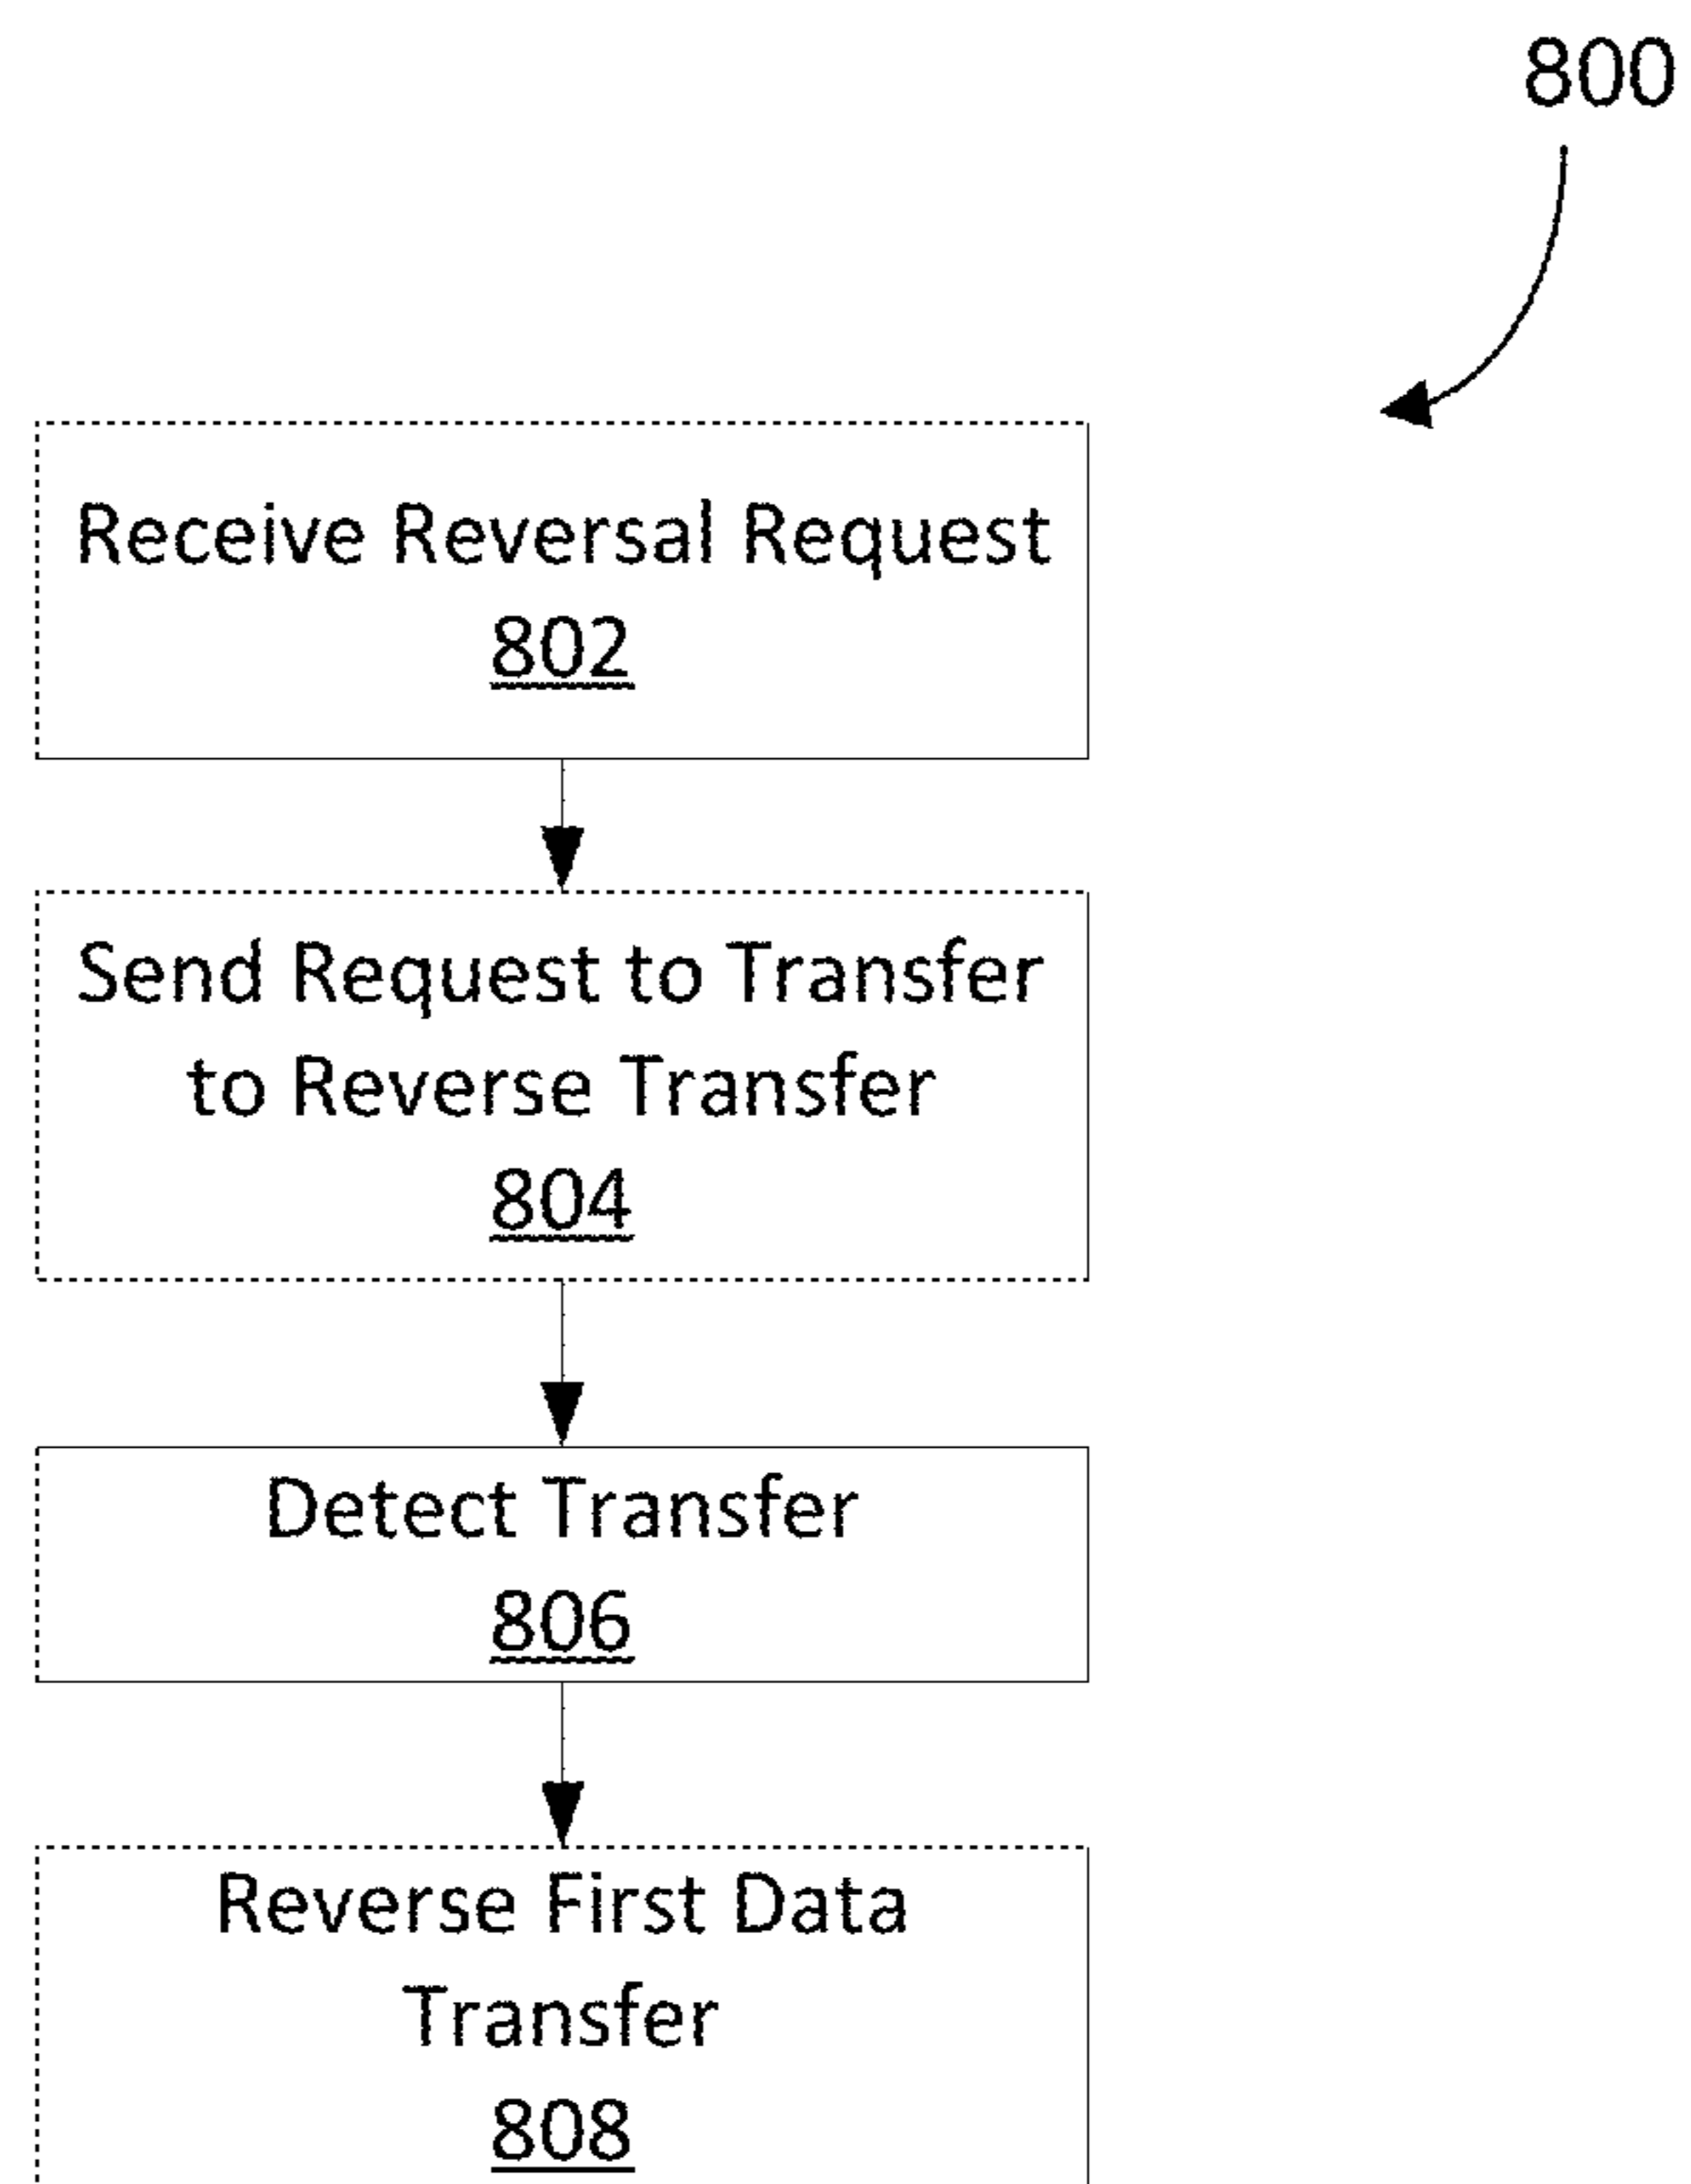 800
Receive Reversal Request
802
Send Request to Transfer
to Reverse Transfer
804
Detect Transfer
806
Reverse First Data
Transfer
808